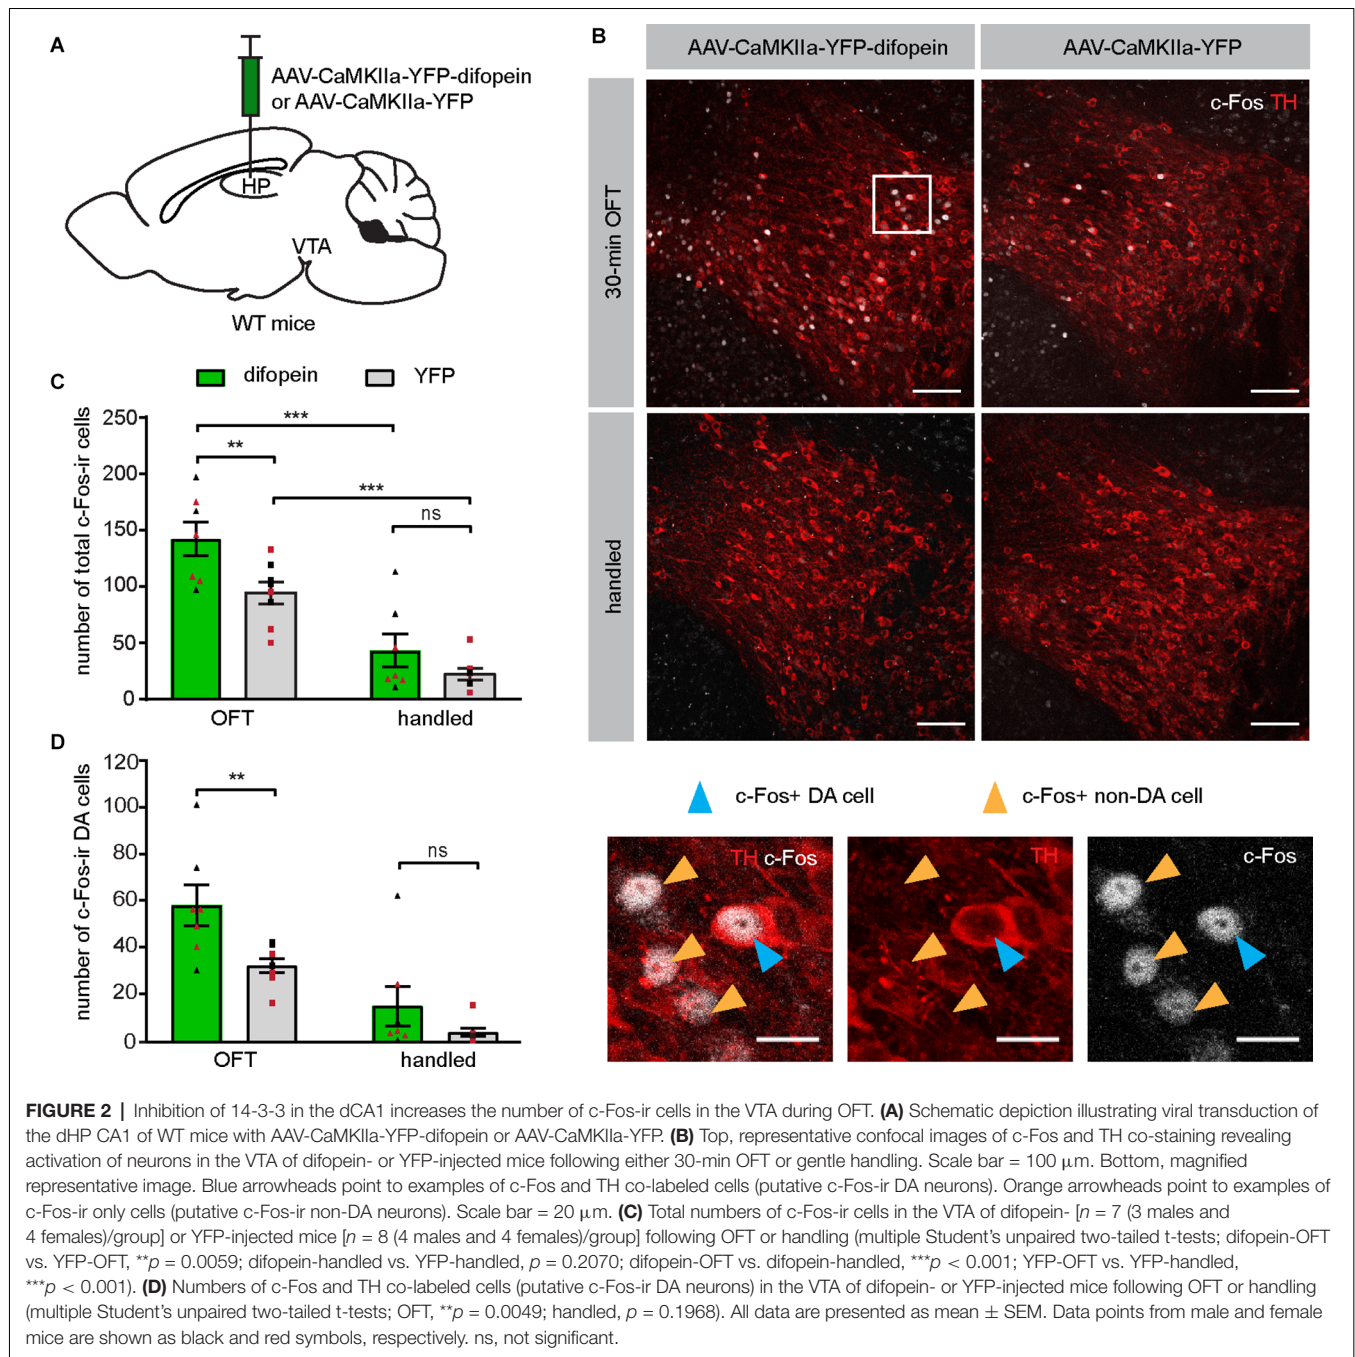 A
AAV-CaMKIIa-YFP-difopein
or AAV-CaMKIIa-YFP
HP
VTA
WT mice
B
AAV-CaMKIIa-YFP-difopein
AAV-CaMKIIa-YFP
30-min OFT
handled
c-Fos TH
C
difopein
YFP
number of total c-Fos-ir cells
250
200
150
100
50
0
***
**
***
ns
OFT
handled
D
number of c-Fos-ir DA cells
120
100
80
60
40
20
0
**
ns
OFT
handled
c-Fos+ DA cell
c-Fos+ non-DA cell
TH c-Fos
TH
c-Fos
FIGURE 2 | Inhibition of 14-3-3 in the dCA1 increases the number of c-Fos-ir cells in the VTA during OFT. (A) Schematic depiction illustrating viral transduction of
the dHP CA1 of WT mice with AAV-CaMKIIa-YFP-difopein or AAV-CaMKIIa-YFP. (B) Top, representative confocal images of c-Fos and TH co-staining revealing
activation of neurons in the VTA of difopein- or YFP-injected mice following either 30-min OFT or gentle handling. Scale bar = 100 μm. Bottom, magnified
representative image. Blue arrowheads point to examples of c-Fos and TH co-labeled cells (putative c-Fos-ir DA neurons). Orange arrowheads point to examples of
c-Fos-ir only cells (putative c-Fos-ir non-DA neurons). Scale bar = 20 μm. (C) Total numbers of c-Fos-ir cells in the VTA of difopein- [n = 7 (3 males and
4 females)/group] or YFP-injected mice [n = 8 (4 males and 4 females)/group] following OFT or handling (multiple Student's unpaired two-tailed t-tests; difopein-OFT
vs. YFP-OFT, **p = 0.0059; difopein-handled vs. YFP-handled, p = 0.2070; difopein-OFT vs. difopein-handled, ***p < 0.001; YFP-OFT vs. YFP-handled,
***p < 0.001). (D) Numbers of c-Fos and TH co-labeled cells (putative c-Fos-ir DA neurons) in the VTA of difopein- or YFP-injected mice following OFT or handling
(multiple Student's unpaired two-tailed t-tests; OFT, **p = 0.0049; handled, p = 0.1968). All data are presented as mean ± SEM. Data points from male and female
mice are shown as black and red symbols, respectively. ns, not significant.